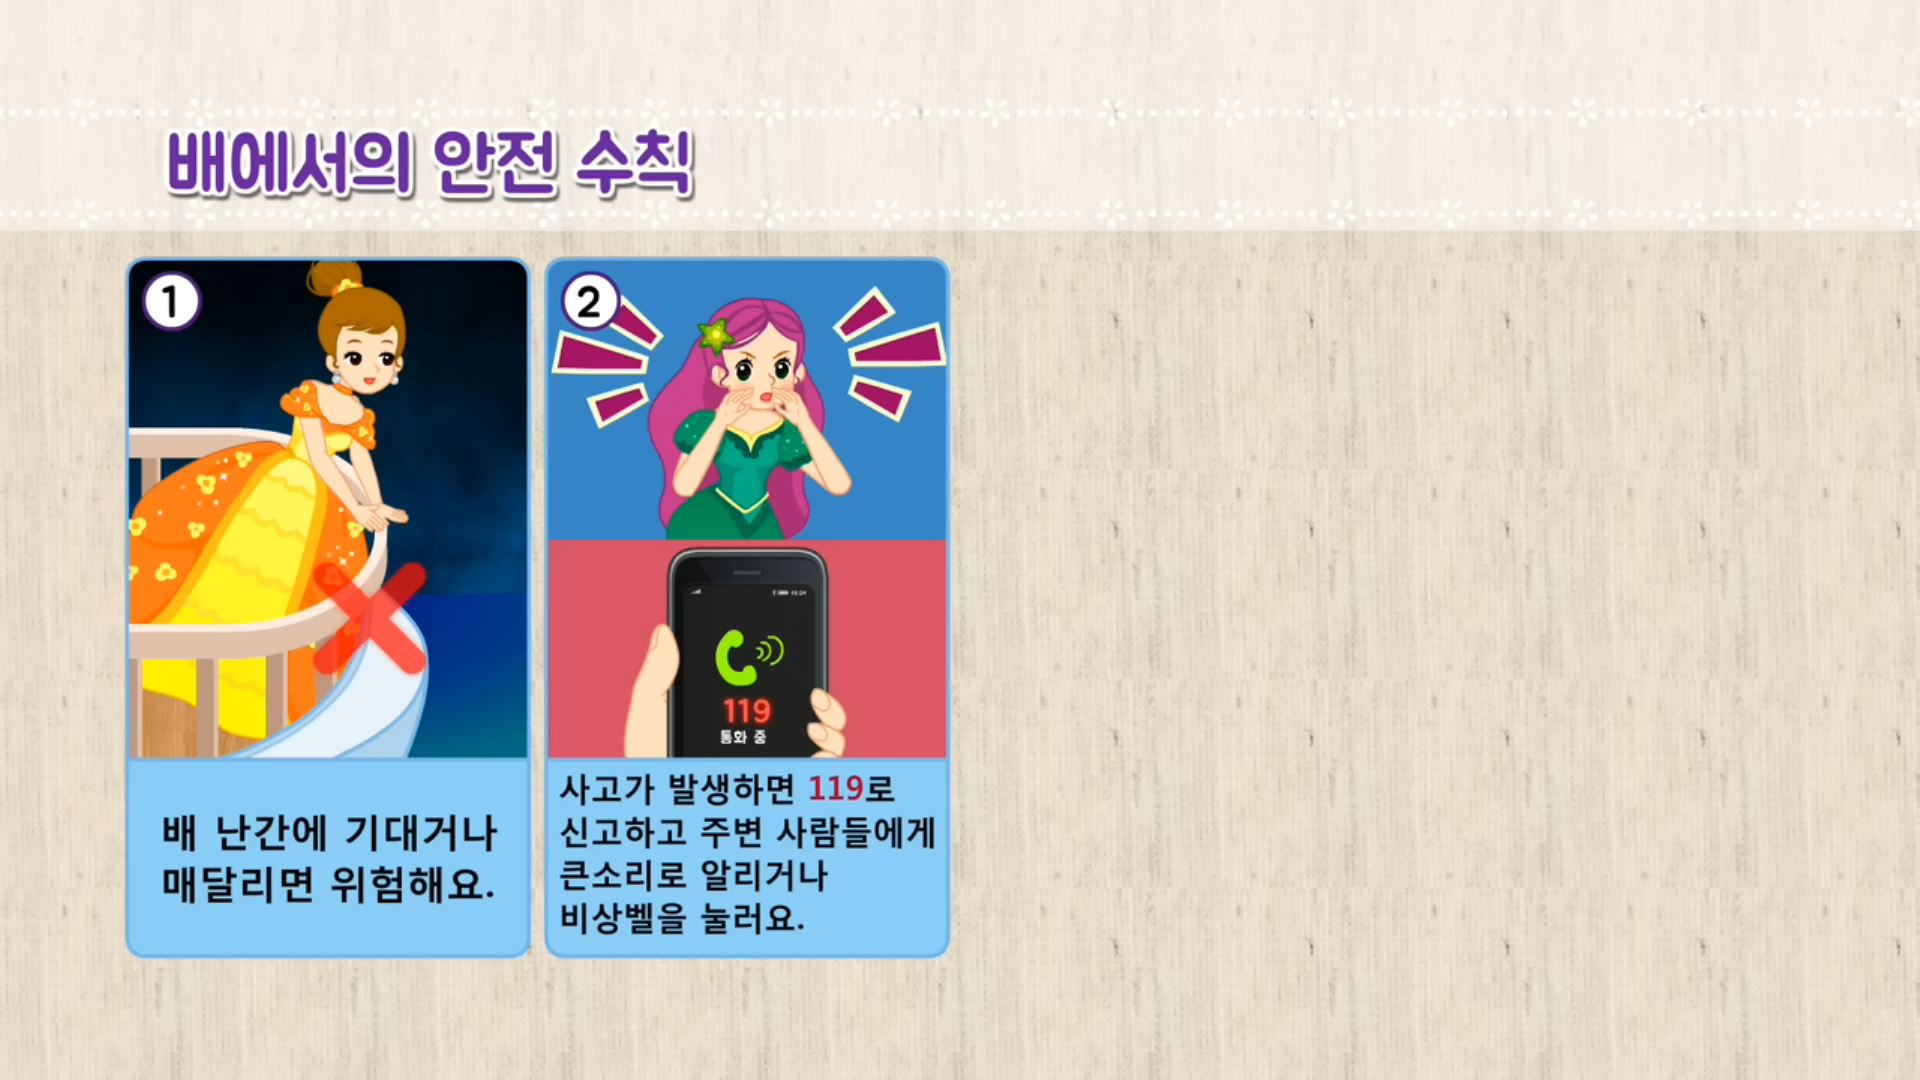 배에서의 안전 수칙
1
배 난간에 기대거나
매달리면 위험해요.
2
10:24
119
통화 중
사고가 발생하면 119로
신고하고 주변 사람들에게
큰소리로 알리거나
비상벨을 눌러요.